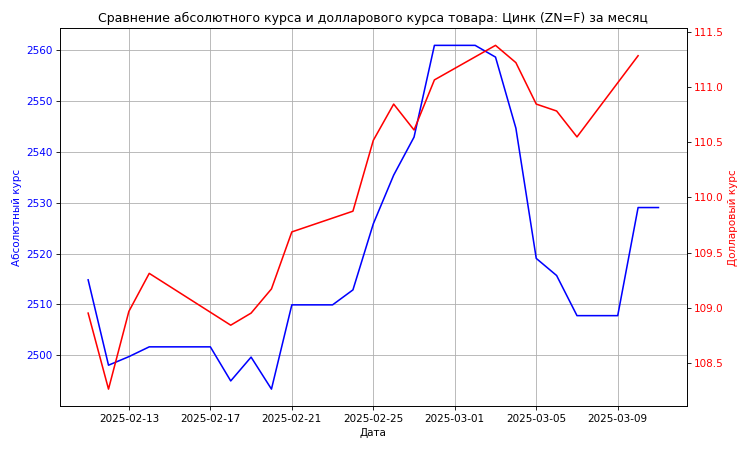 Сравнение абсолютного курса и долларового курса товара: Цинк (ZN=F) за месяц
Абсолютный курс
2560
2550
2540
2530
2520
2510
2500
111.5
111.0
110.5
110.0
109.5
109.0
108.5
Долларовый курс
2025-02-13 2025-02-17 2025-02-21 2025-02-25 2025-03-01 2025-03-05 2025-03-09
Дата